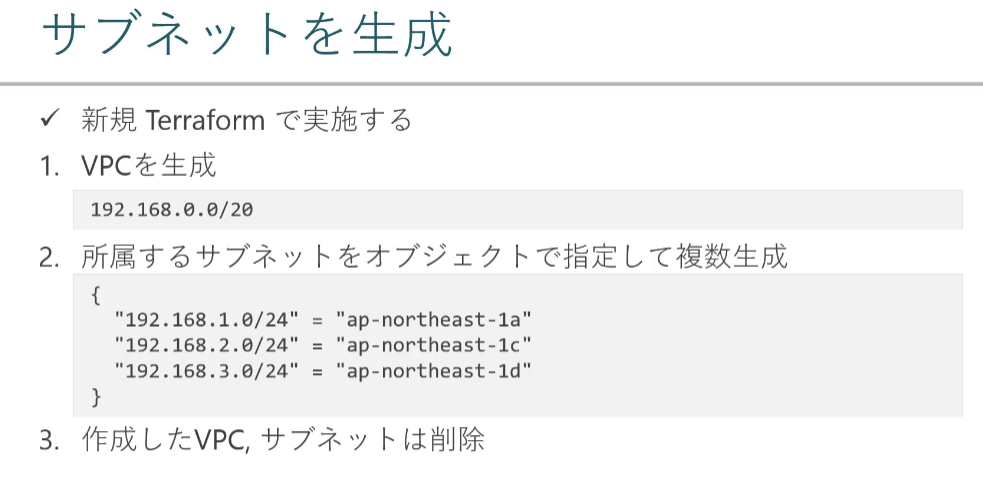 サブネットを生成
✓ 新規 Terraform で実施する
1. VPCを生成
192.168.0.0/20
2. 所属するサブネットをオブジェクトで指定して複数生成
{
"192.168.1.0/24" = "ap-northeast-1a"
"192.168.2.0/24" = "ap-northeast-1c"
"192.168.3.0/24" = "ap-northeast-1d"
}
3. 作成したVPC, サブネットは削除